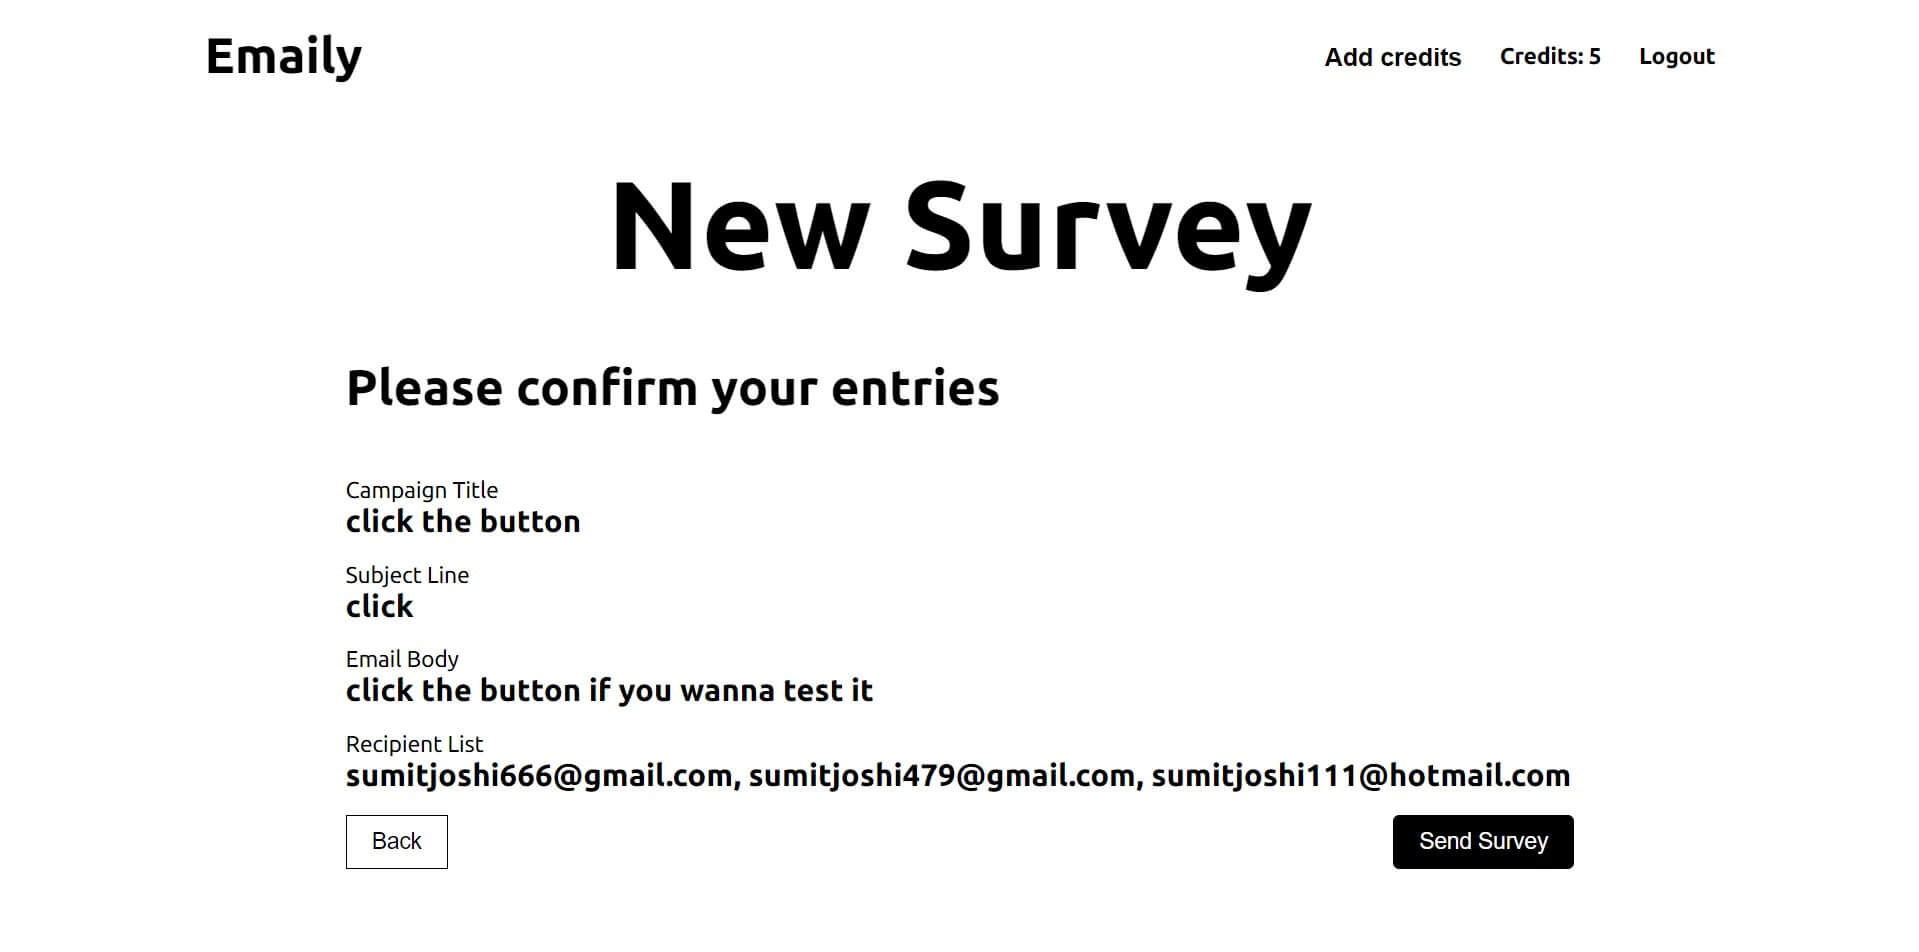 Emaily
Add credits Credits: 5 Logout
New Survey
Please confirm your entries
Campaign Title
click the button
Subject Line
click
Email Body
click the button if you wanna test it
Recipient List
sumitjoshi666@gmail.com, sumitjoshi479@gmail.com, sumitjoshi111@hotmail.com
Back
Send Survey